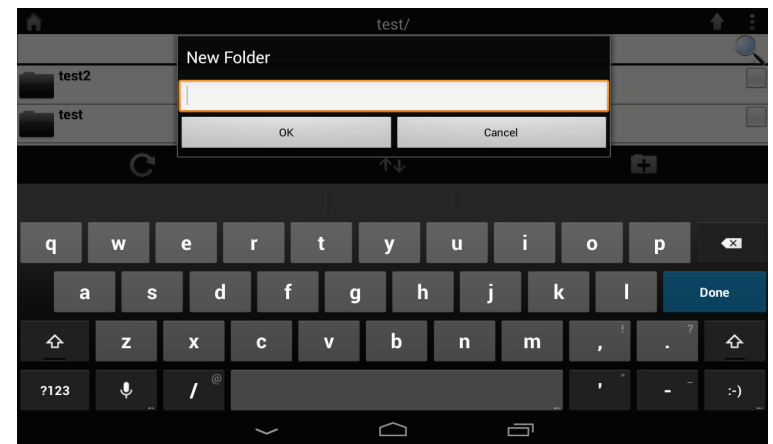 test/
New Folder
test2
test
OK Cancel
q w e r t y u i o p
a s d f g h j k l Done
z x c v b n m , ! . ?
?123 / @ ' " - _ :-)